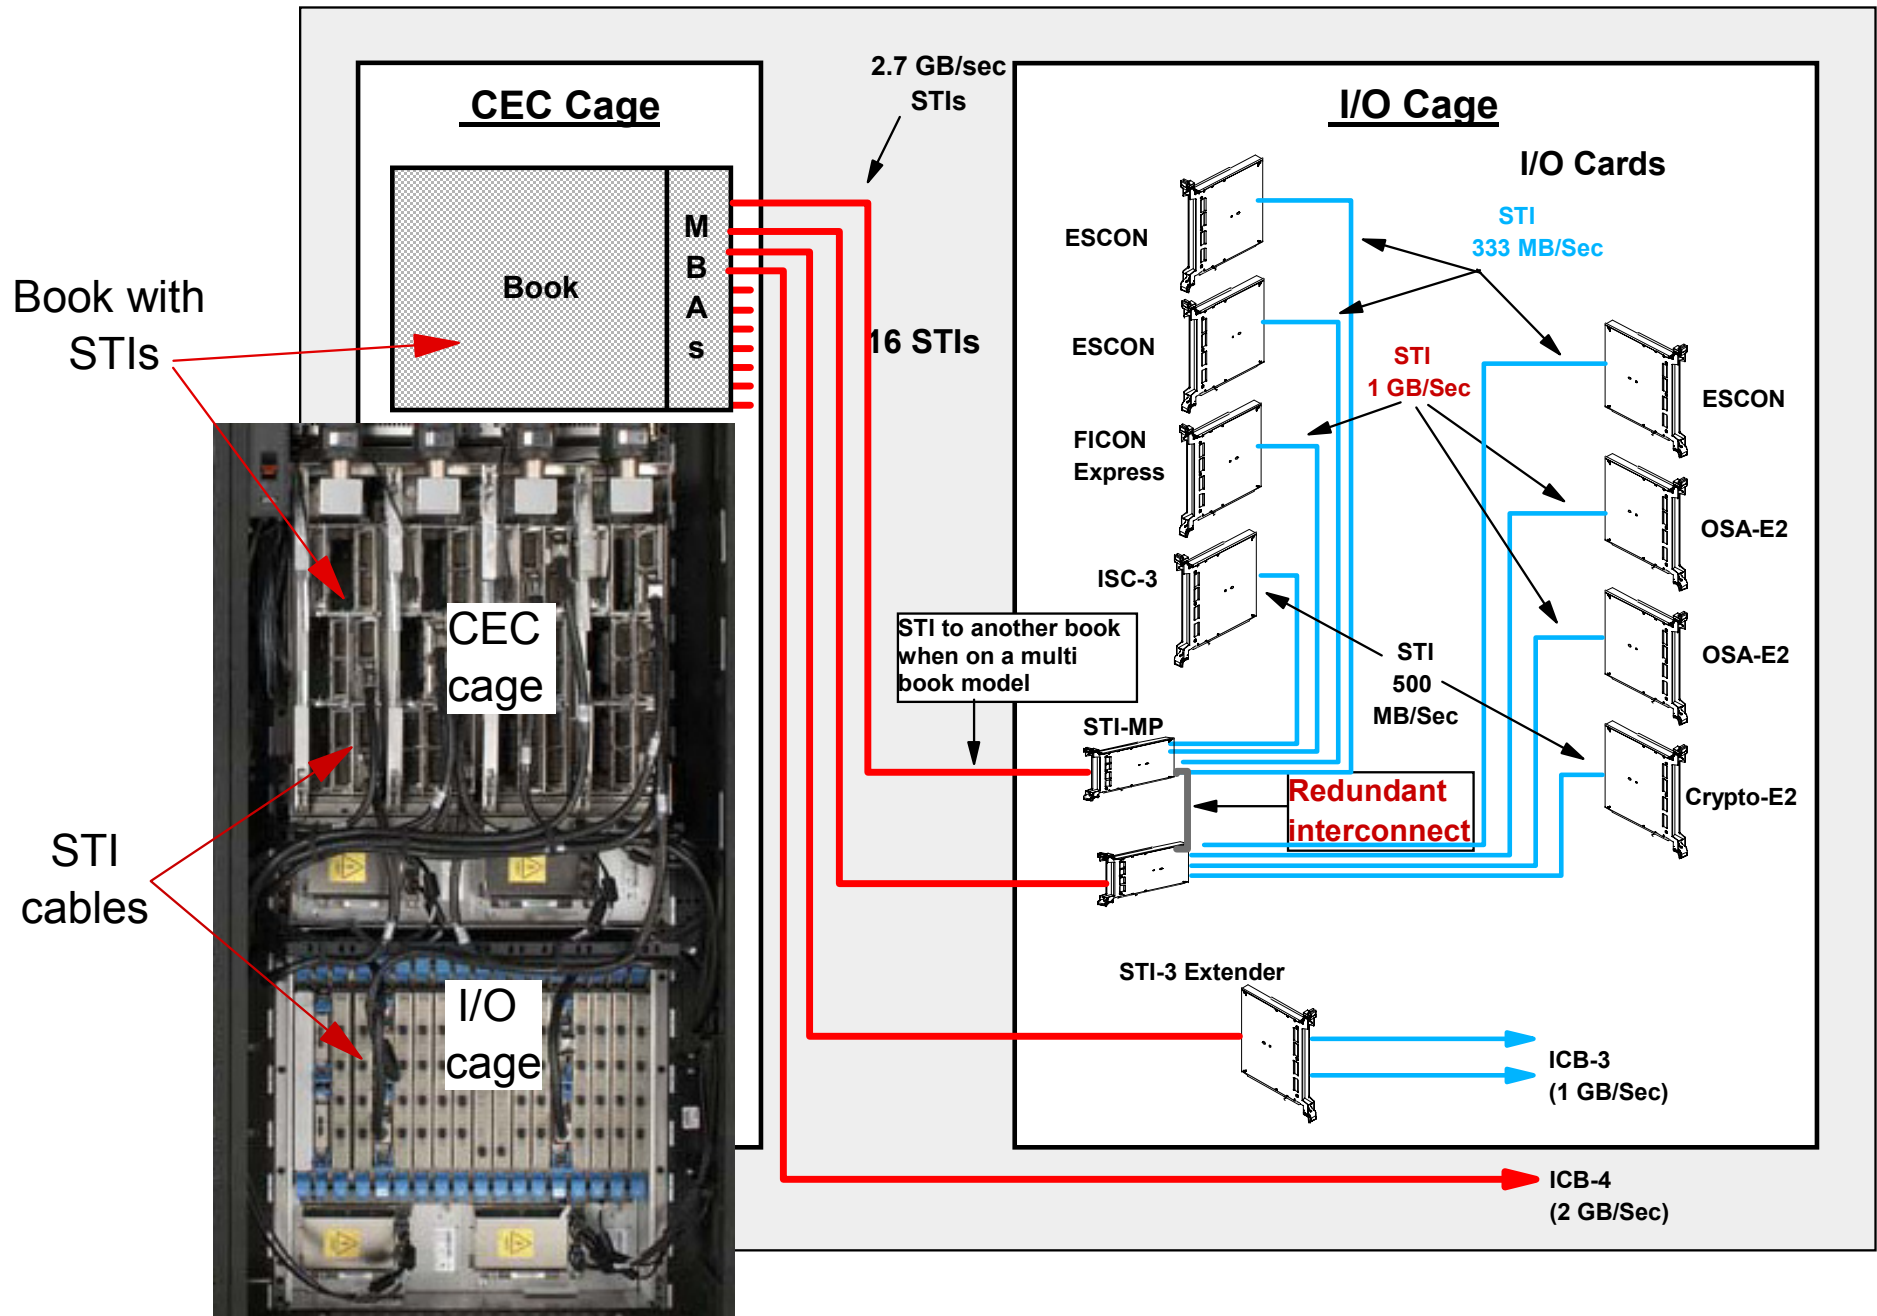 2.7 GB/sec
STIs
CEC Cage
I/O Cage
I/O Cards
STI
333 MB/Sec
ESCON
M
B
A
s
Book
Book with
STIs
16 STIs
ESCON
STI
1 GB/Sec
ESCON
FICON
Express
OSA-E2
ISC-3
CEC
cage
STI to another book
when on a multi
book model
STI
500
MB/Sec
OSA-E2
STI-MP
Redundant
interconnect
Crypto-E2
STI
cables
STI-3 Extender
I/O
cage
ICB-3
(1 GB/Sec)
ICB-4
(2 GB/Sec)